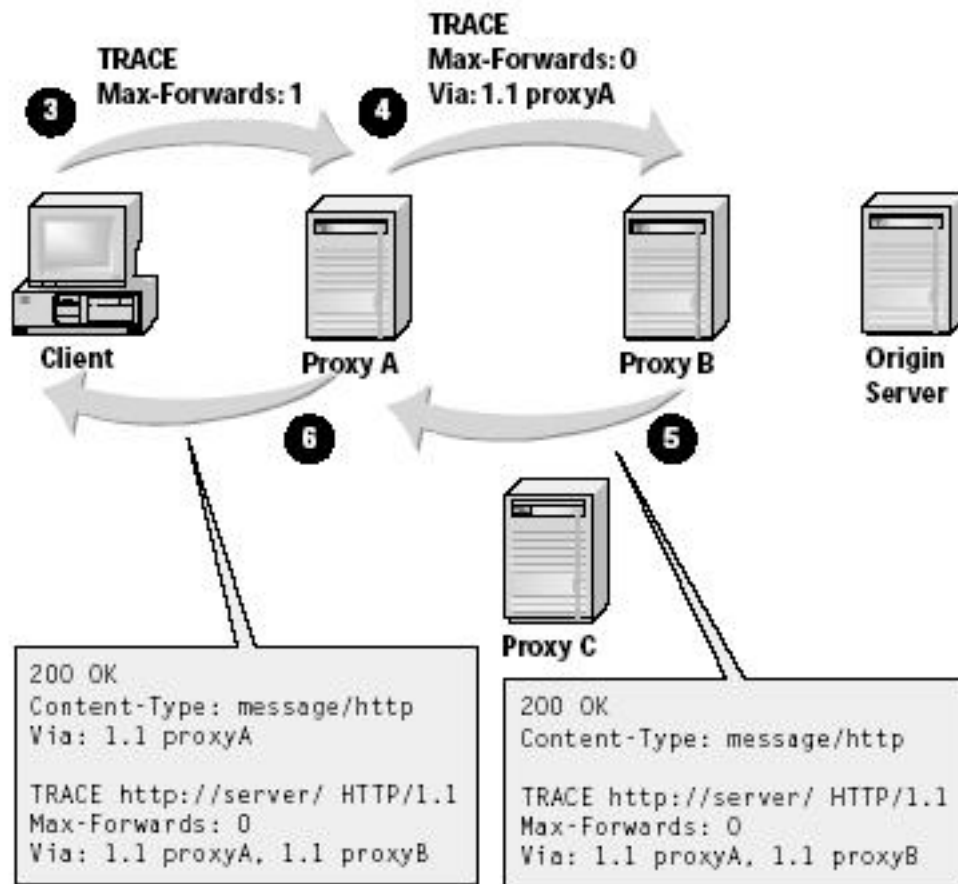 TRACE
Max-Forwards: 1
3
TRACE
Max-Forwards: 0
Via: 1.1 proxyA
4
Client
Proxy A
Proxy B
Origin
Server
6
5
Proxy C
200 OK
Content-Type: message/http
Via: 1.1 proxyA
TRACE http://server/ HTTP/1.1
Max-Forwards: 0
Via: 1.1 proxyA, 1.1 proxyB
200 OK
Content-Type: message/http
TRACE http://server/ HTTP/1.1
Max-Forwards: 0
Via: 1.1 proxyA, 1.1 proxyB